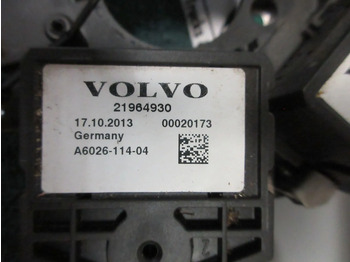 VOLVO
21964930
17.10.2013 00020173
Germany
A6026-114-04